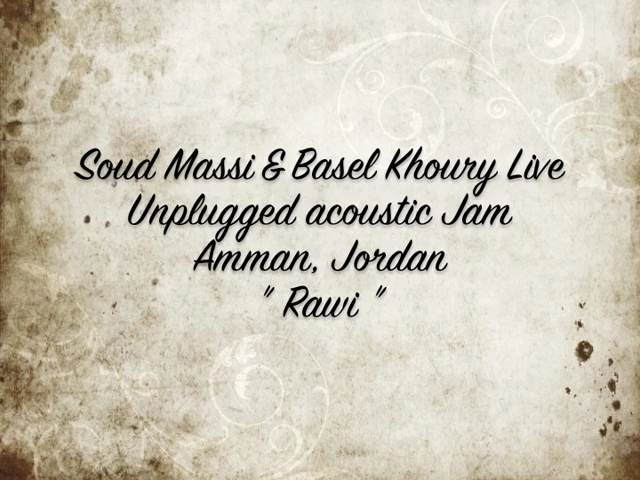 Soud Massi & Basel Khoury Live
Unplugged acoustic Jam
Amman, Jordan
" Rawi "